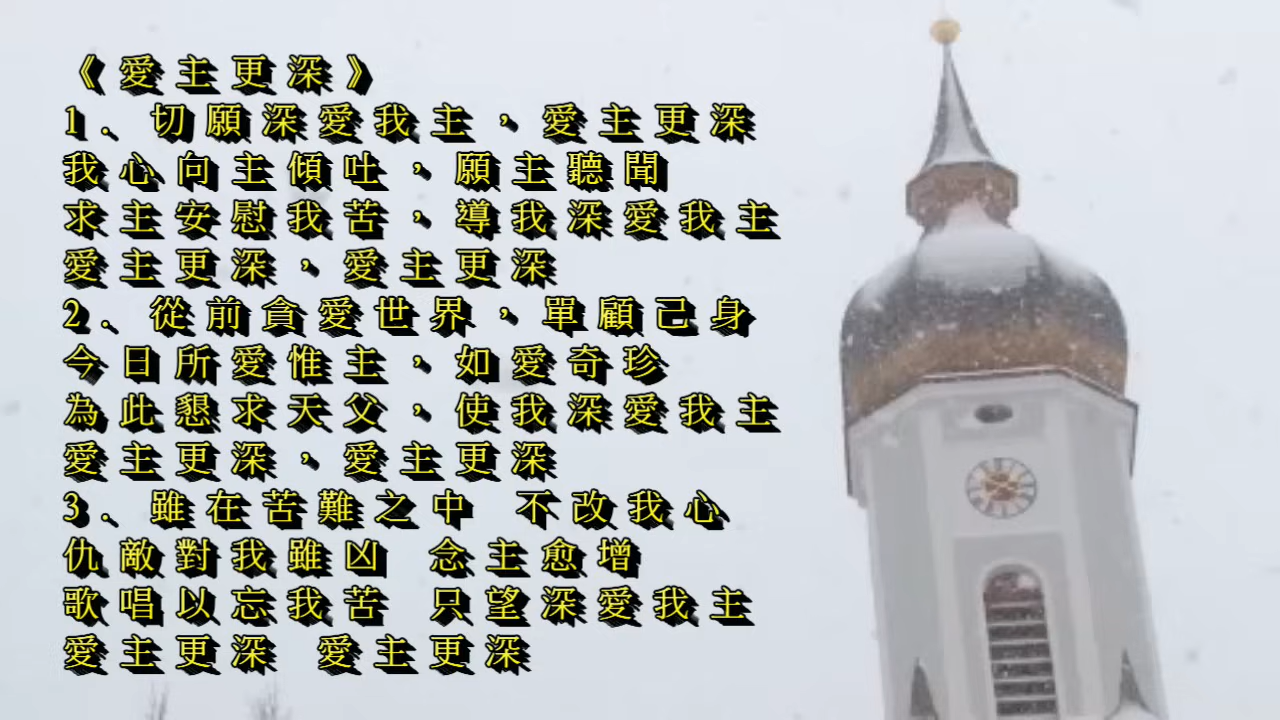 《愛主更深》
1、切願深愛我主，愛主更深
我心向主傾吐，願主聽聞
求主安慰我苦，導我深愛我主
愛主更深，愛主更深
2、從前貪愛世界，單顧己身
今日所愛惟主，如愛奇珍
為此懇求天父，使我深愛我主
愛主更深，愛主更深
3、雖在苦難之中 不改我心
仇敵對我雖凶 念主愈增
歌唱以忘我苦 只望深愛我主
愛主更深 愛主更深